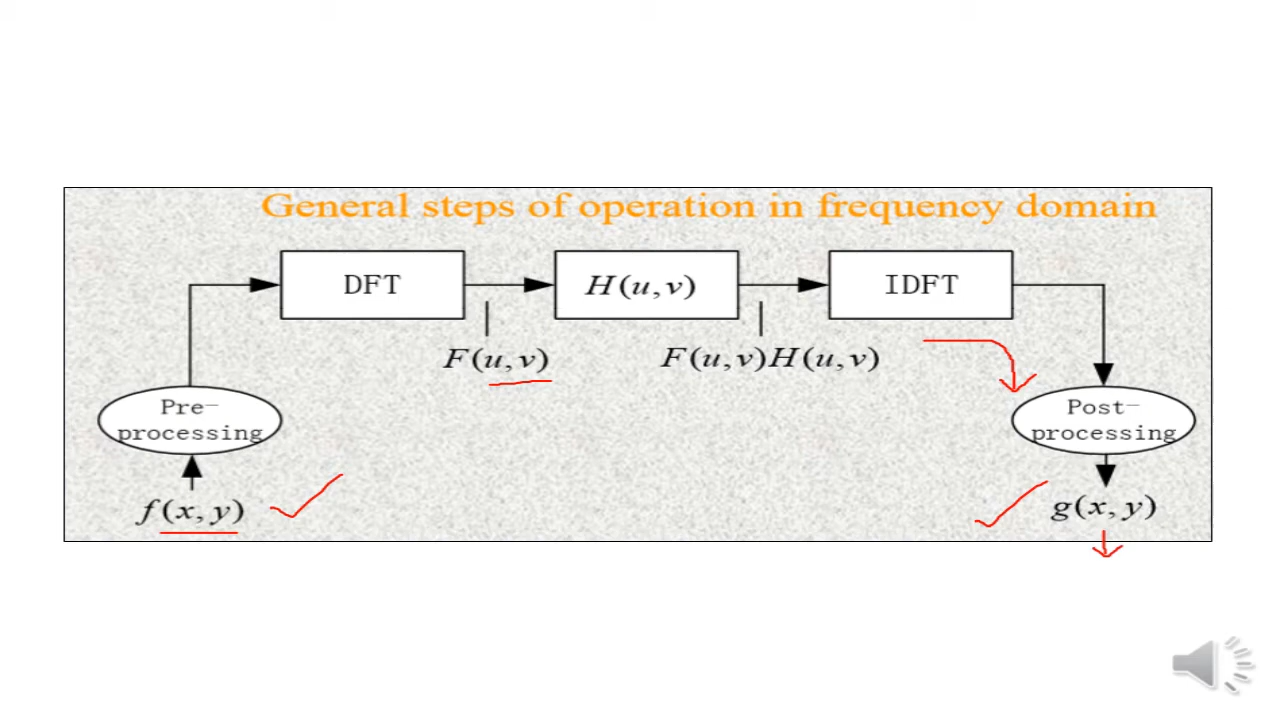 General steps of operation in frequency domain
DFT
H(u,v)
IDFT
F(u,v)
F(u,v)H(u,v)
Pre-
processing
Post-
processing
f(x,y)
g(x,y)